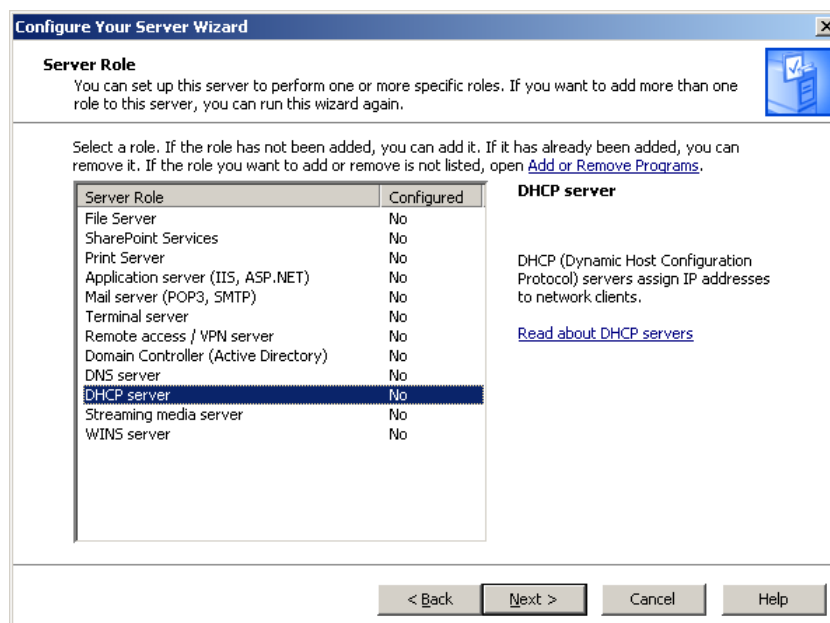 Configure Your Server Wizard
Server Role
You can set up this server to perform one or more specific roles. If you want to add more than one
role to this server, you can run this wizard again.
Select a role. If the role has not been added, you can add it. If it has already been added, you can
remove it. If the role you want to add or remove is not listed, open Add or Remove Programs.
Server Role Configured
File Server No
SharePoint Services No
Print Server No
Application server (IIS, ASP.NET) No
Mail server (POP3, SMTP) No
Terminal server No
Remote access / VPN server No
Domain Controller (Active Directory) No
DNS server No
DHCP server No
Streaming media server No
WINS server No
DHCP server
DHCP (Dynamic Host Configuration
Protocol) servers assign IP addresses
to network clients.
Read about DHCP servers
< Back Next > Cancel Help